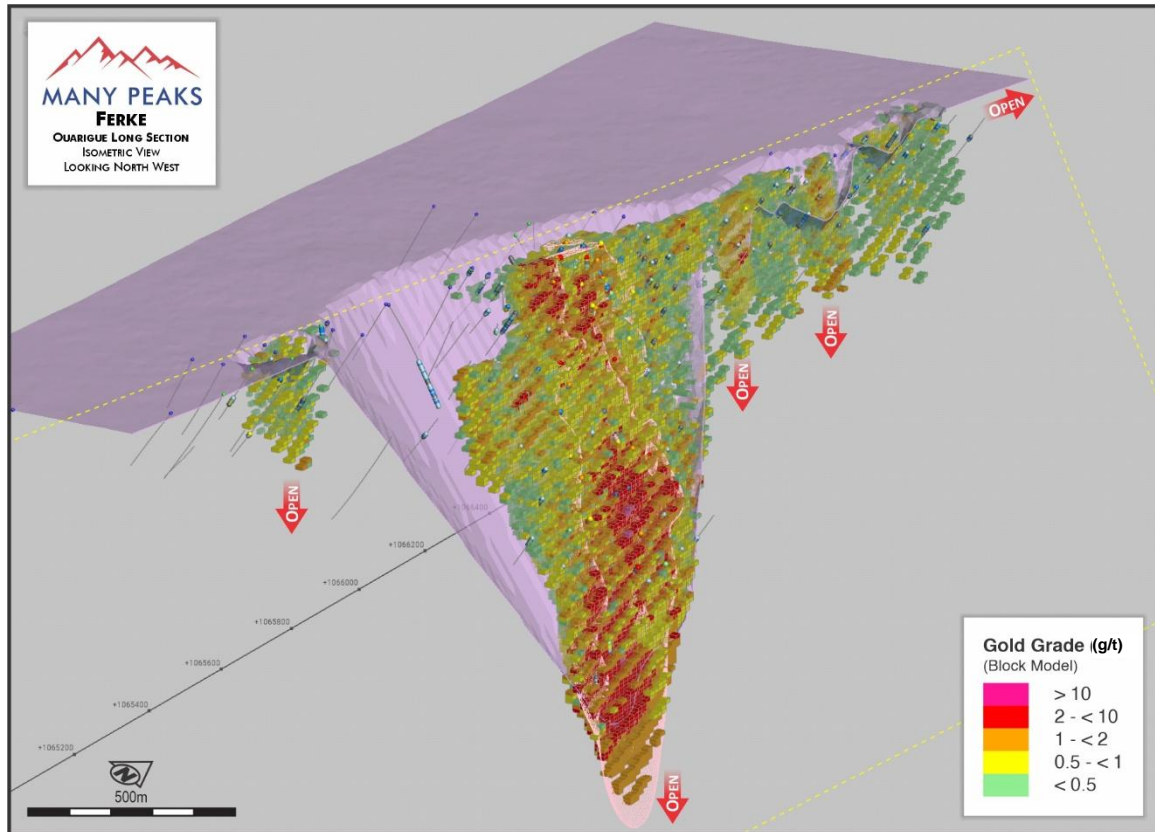 MANY PEAKS
FERKE
OUARIGUE LONG SECTION
ISOMETRIC VIEW
LOOKING NORTH WEST
OPEN
OPEN
OPEN
OPEN
+1066400
+1066200
+1066000
+1065800
+1065600
+1065400
+1065200
N
500m
OPEN
Gold Grade (g/t)
(Block Model)
> 10
2 - < 10
1 - < 2
0.5 - < 1
< 0.5